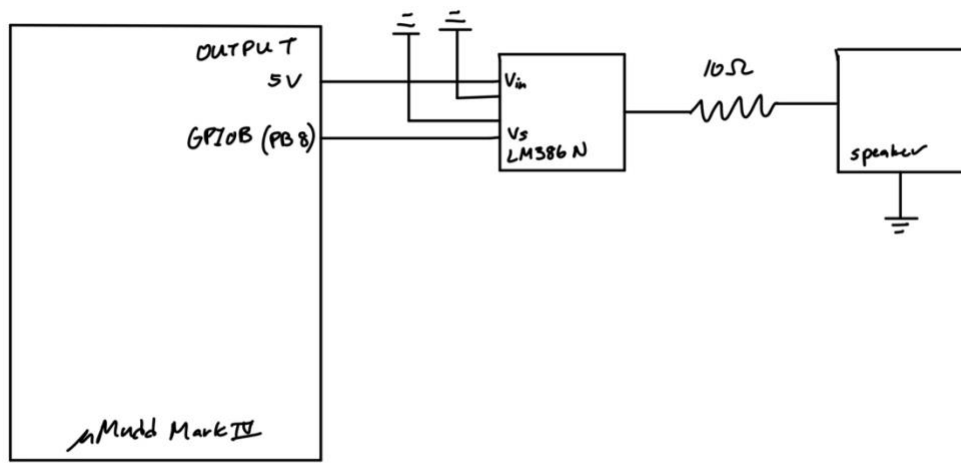 OUTPUT
5V
GPIOB (PB8)
Vin
Vs
LM386N
10Ω
speaker
μMudd Mark IV